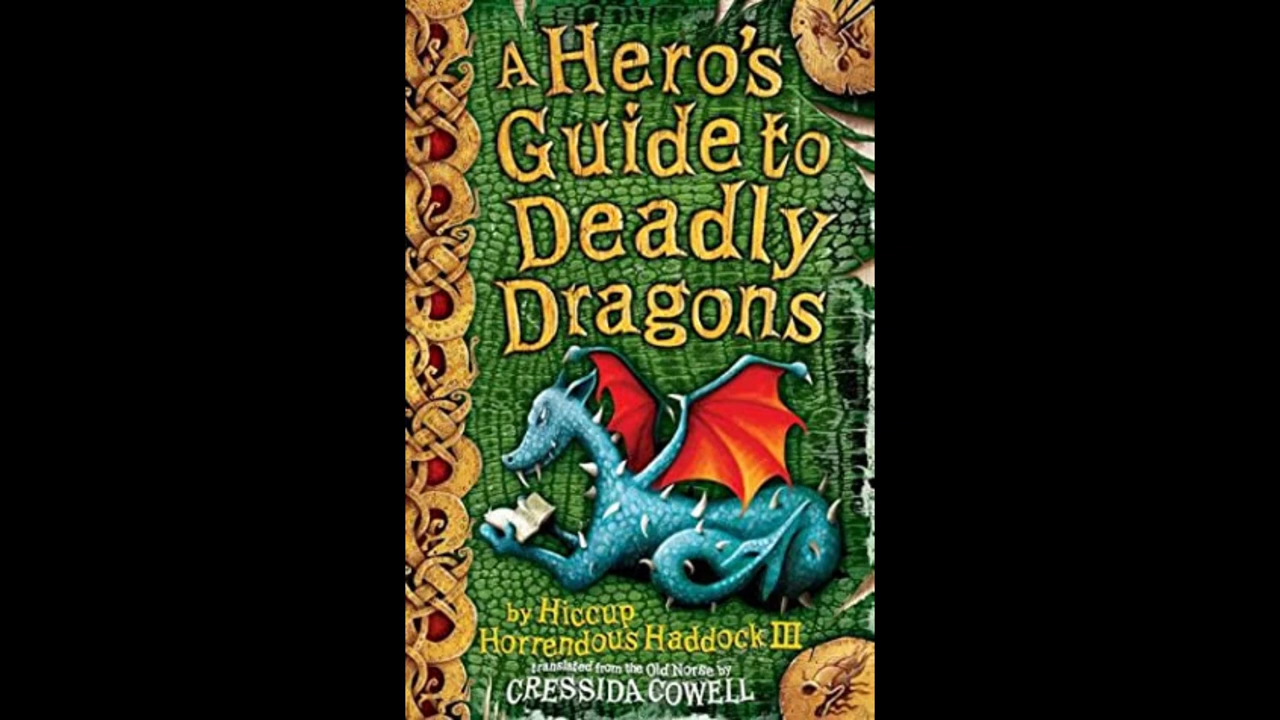 A Hero's
Guide to
Deadly
Dragons
by Hiccup
Horrendous Haddock III
translated from the Old Norse by
CRESSIDA COWELL